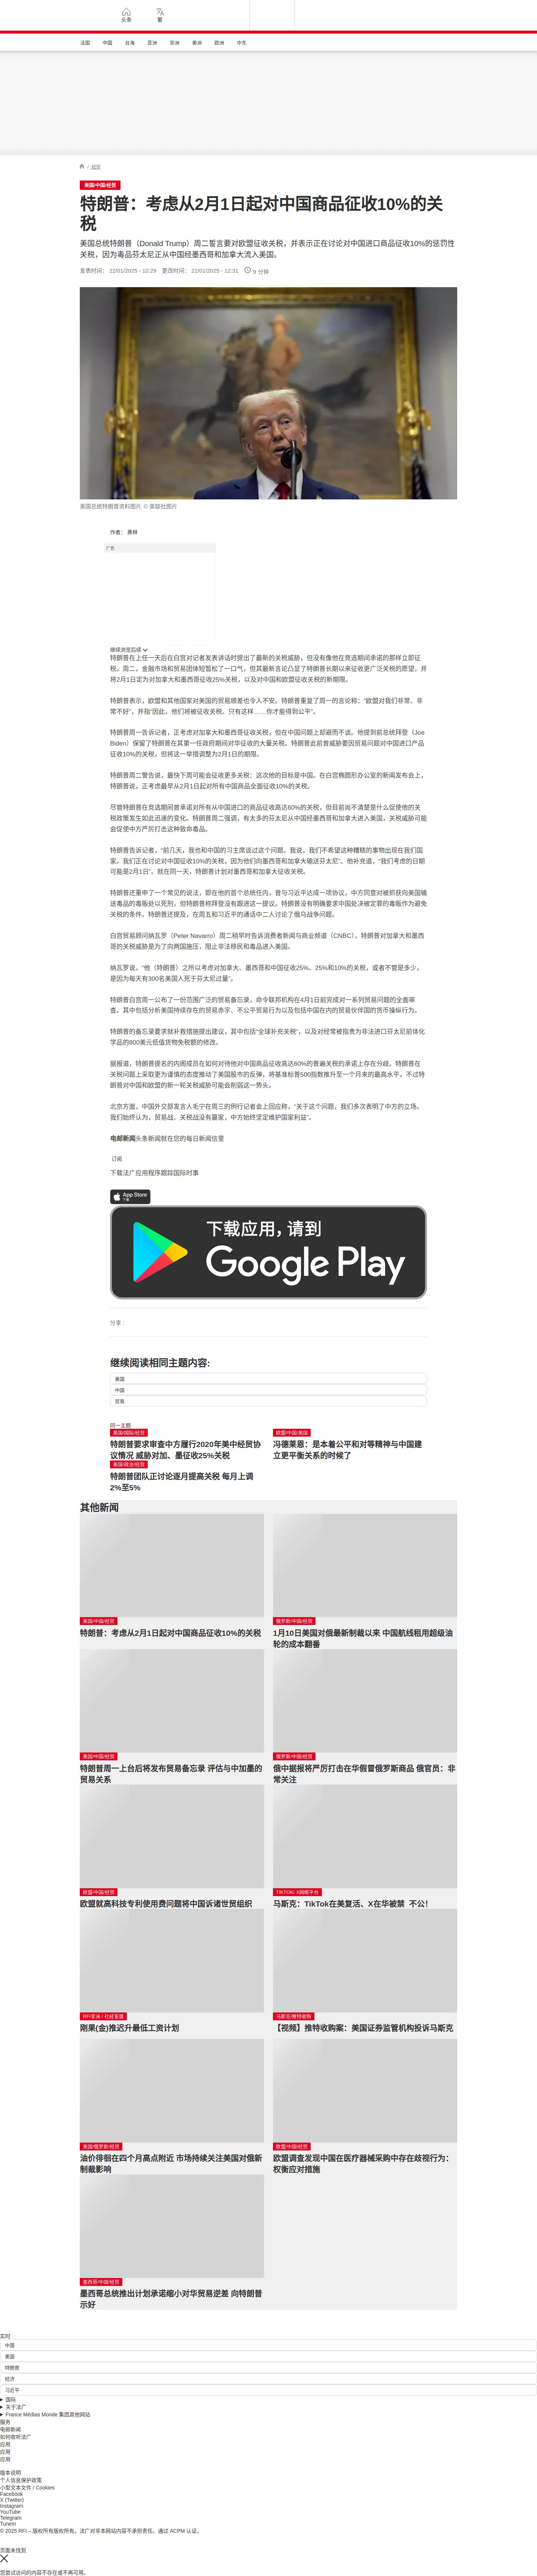 头条
繁
法国
中国
台海
亚洲
非洲
美洲
欧洲
中东
/ 经贸
美国/中国/经贸
特朗普：考虑从2月1日起对中国商品征收10%的关
税
美国总统特朗普（Donald Trump）周二誓言要对欧盟征收关税，并表示正在讨论对中国进口商品征收10%的惩罚性
关税，因为毒品芬太尼正从中国经墨西哥和加拿大流入美国。
发表时间： 22/01/2025 - 10:29 更改时间： 22/01/2025 - 12:31 9 分钟
美国总统特朗普资料图片 © 美联社图片
作者： 弗林
广告
继续浏览后续
特朗普在上任一天后在白宫对记者发表讲话时提出了最新的关税威胁，但没有像他在竞选期间承诺的那样立即征
税。周二，金融市场和贸易团体短暂松了一口气，但其最新言论凸显了特朗普长期以来征收更广泛关税的愿望，并
将2月1日定为对加拿大和墨西哥征收25%关税，以及对中国和欧盟征收关税的新期限。
特朗普表示，欧盟和其他国家对美国的贸易顺差也令人不安。特朗普重复了周一的言论称：“欧盟对我们非常、非
常不好”，并指“因此，他们将被征收关税。只有这样……你才能得到公平”。
特朗普周一告诉记者，正考虑对加拿大和墨西哥征收关税，但在中国问题上却避而不谈。他提到前总统拜登（Joe
Biden）保留了特朗普在其第一任政府期间对华征收的大量关税。特朗普此前曾威胁要因贸易问题对中国进口产品
征收10%的关税，但将这一举措调整为2月1日的期限。
特朗普周二警告说，最快下周可能会征收更多关税：这次他的目标是中国。在白宫椭圆形办公室的新闻发布会上，
特朗普说，正考虑最早从2月1日起对所有中国商品全面征收10%的关税。
尽管特朗普在竞选期间曾承诺对所有从中国进口的商品征收高达60%的关税，但目前尚不清楚是什么促使他的关
税政策发生如此迅速的变化。特朗普周二强调，有太多的芬太尼从中国经墨西哥和加拿大进入美国，关税威胁可能
会促使中方严厉打击这种致命毒品。
特朗普告诉记者，“前几天，我也和中国的习主席谈过这个问题。我说，我们不希望这种糟糕的事物出现在我们国
家。我们正在讨论对中国征收10%的关税，因为他们向墨西哥和加拿大输送芬太尼”。他补充道，“我们考虑的日期
可能是2月1日”。就在同一天，特朗普计划对墨西哥和加拿大征收关税。
特朗普还重申了一个常见的说法，即在他的首个总统任内，曾与习近平达成一项协议，中方同意对被抓获向美国输
送毒品的毒贩处以死刑，但特朗普称拜登没有跟进这一提议。特朗普没有明确要求中国处决被定罪的毒贩作为避免
关税的条件。特朗普还提及，在周五和习近平的通话中二人讨论了俄乌战争问题。
白宫贸易顾问纳瓦罗（Peter Navarro）周二稍早时告诉消费者新闻与商业频道（CNBC），特朗普对加拿大和墨西
哥的关税威胁是为了向两国施压，阻止非法移民和毒品进入美国。
纳瓦罗说，“他（特朗普）之所以考虑对加拿大、墨西哥和中国征收25%、25%和10%的关税，或者不管是多少，
是因为每天有300名美国人死于芬太尼过量”。
特朗普白宫周一公布了一份范围广泛的贸易备忘录，命令联邦机构在4月1日前完成对一系列贸易问题的全面审
查。其中包括分析美国持续存在的贸易赤字、不公平贸易行为以及包括中国在内的贸易伙伴国的货币操纵行为。
特朗普的备忘录要求就补救措施提出建议，其中包括“全球补充关税”，以及对经常被指责为非法进口芬太尼前体化
学品的800美元低值货物免税额的修改。
据报道，特朗普提名的内阁成员在如何对待他对中国商品征收高达60%的普遍关税的承诺上存在分歧。特朗普在
关税问题上采取更为谨慎的态度推动了美国股市的反弹，将基准标普500指数推升至一个月来的最高水平，不过特
朗普对中国和欧盟的新一轮关税威胁可能会削弱这一势头。
北京方面，中国外交部发言人毛宁在周三的例行记者会上回应称，“关于这个问题，我们多次表明了中方的立场。
我们始终认为，贸易战、关税战没有赢家，中方始终坚定维护国家利益”。
电邮新闻头条新闻就在您的每日新闻信里
订阅
下载法广应用程序跟踪国际时事
App Store
下载
下载应用，请到
Google Play
分享 :
继续阅读相同主题内容:
美国
中国
贸易
同一主题
美国/国际/经贸
特朗普要求审查中方履行2020年美中经贸协
议情况 威胁对加、墨征收25%关税
欧盟/中国/美国
冯德莱恩：是本着公平和对等精神与中国建
立更平衡关系的时候了
美国/政治/经贸
特朗普团队正讨论逐月提高关税 每月上调
2%至5%
其他新闻
美国/中国/经贸
特朗普：考虑从2月1日起对中国商品征收10%的关税
俄罗斯/中国/经贸
1月10日美国对俄最新制裁以来 中国航线租用超级油
轮的成本翻番
美国/中国/经贸
特朗普周一上台后将发布贸易备忘录 评估与中加墨的
贸易关系
俄罗斯/中国/经贸
俄中据报将严厉打击在华假冒俄罗斯商品 俄官员：非
常关注
欧盟/中国/经贸
欧盟就高科技专利使用费问题将中国诉诸世贸组织
TIKTOK/ X网络平台
马斯克：TikTok在美复活、X在华被禁 不公！
RFI非洲 / 社经发展
刚果(金)推迟升最低工资计划
马斯克/推特收购
【视频】推特收购案：美国证券监管机构投诉马斯克
美国/俄罗斯/经贸
油价徘徊在四个月高点附近 市场持续关注美国对俄新
制裁影响
欧盟/中国/经贸
欧盟调查发现中国在医疗器械采购中存在歧视行为：
权衡应对措施
墨西哥/中国/经贸
墨西哥总统推出计划承诺缩小对华贸易逆差 向特朗普
示好
实时
中国
美国
特朗普
经济
习近平
国际
关于法广
France Médias Monde 集团其他网站
服务
电邮新闻
如何收听法广
应用
应用
应用
版本说明
个人信息保护政策
小型文本文件 / Cookies
Facebook
X (Twitter)
Instagram
YouTube
Telegram
TuneIn
© 2025 RFI – 版权所有版权所有。法广对非本网站内容不承担责任。通过 ACPM 认证。
页面未找到
您尝试访问的内容不存在或不再可用。